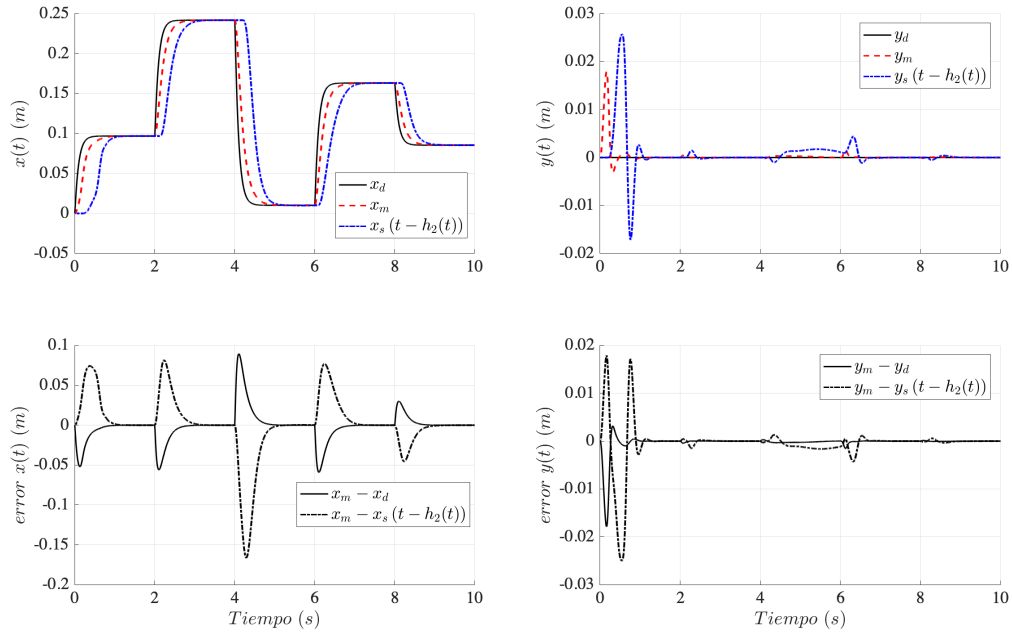 0.25
0.2
0.15
0.1
0.05
0
-0.05
x(t) (m)
x_d
x_m
x_s (t − h_2(t))
0 2 4 6 8 10
0.03
0.02
0.01
0
-0.01
-0.02
y(t) (m)
y_d
y_m
y_s (t − h_2(t))
0 2 4 6 8 10
0.1
0.05
0
-0.05
-0.1
-0.15
-0.2
error x(t) (m)
x_m − x_d
x_m − x_s (t − h_2(t))
0 2 4 6 8 10
Tiempo (s)
0.02
0.01
0
-0.01
-0.02
-0.03
error y(t) (m)
y_m − y_d
y_m − y_s (t − h_2(t))
0 2 4 6 8 10
Tiempo (s)